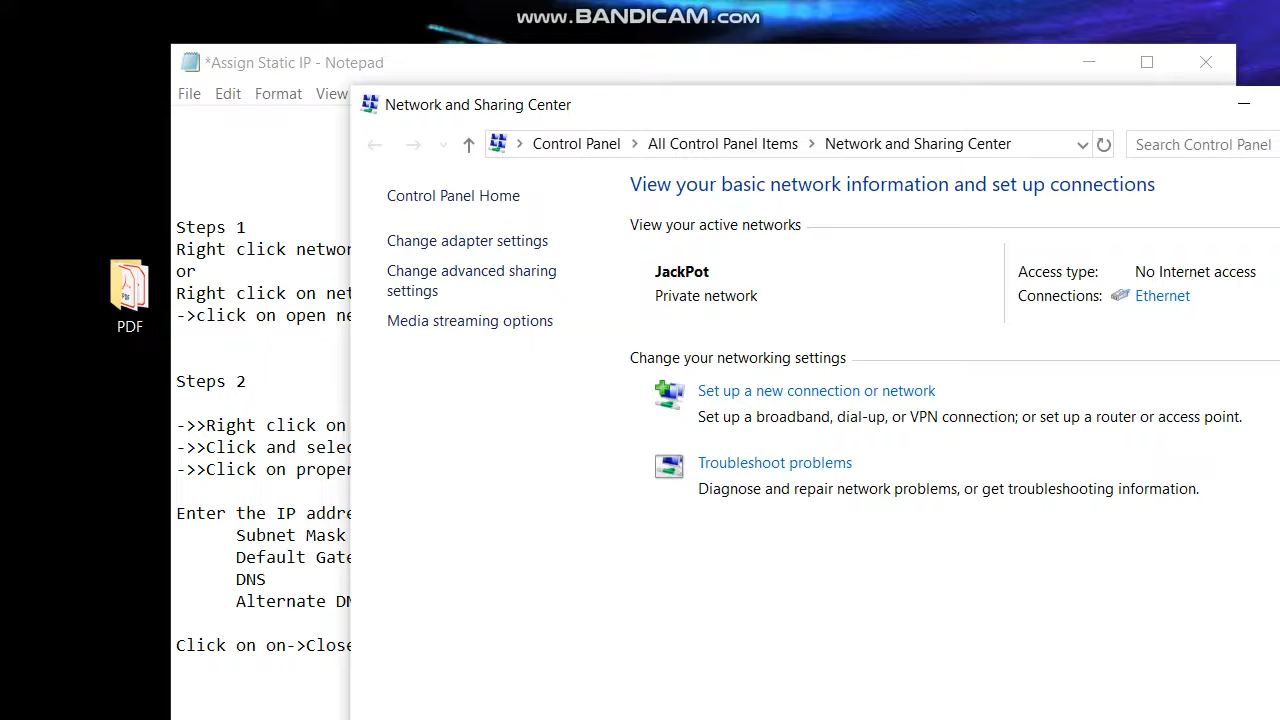 www.BANDICAM.com
*Assign Static IP - Notepad
File Edit Format View
Steps 1
Right click networ
or
Right click on net
->click on open ne
Steps 2
->>Right click on
->>Click and selec
->>Click on proper
Enter the IP addre
Subnet Mask
Default Gate
DNS
Alternate DN
Click on on->Close
PDF
PDF
Network and Sharing Center
Control Panel > All Control Panel Items > Network and Sharing Center
Search Control Panel
Control Panel Home
Change adapter settings
Change advanced sharing
settings
Media streaming options
View your basic network information and set up connections
View your active networks
JackPot
Private network
Access type: No Internet access
Connections: Ethernet
Change your networking settings
Set up a new connection or network
Set up a broadband, dial-up, or VPN connection; or set up a router or access point.
Troubleshoot problems
Diagnose and repair network problems, or get troubleshooting information.